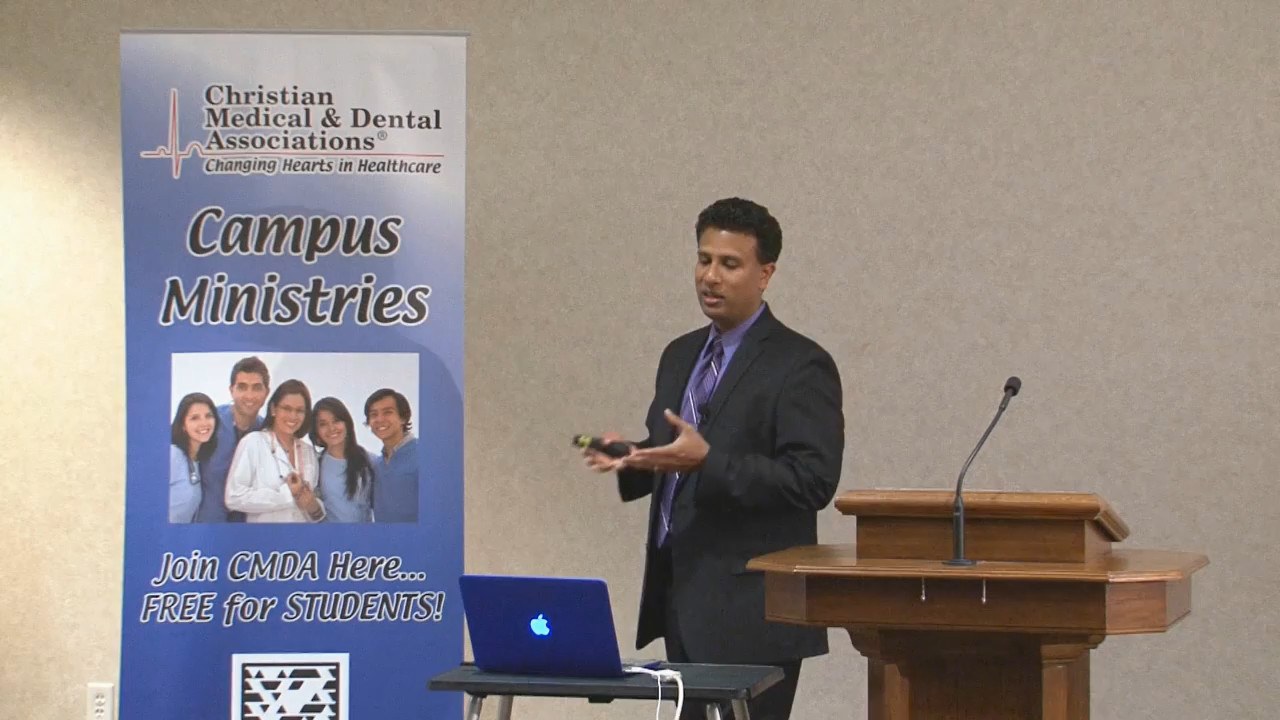 Christian
Medical & Dental
Associations®
Changing Hearts in Healthcare
Campus
Ministries
Join CMDA Here...
FREE for STUDENTS!